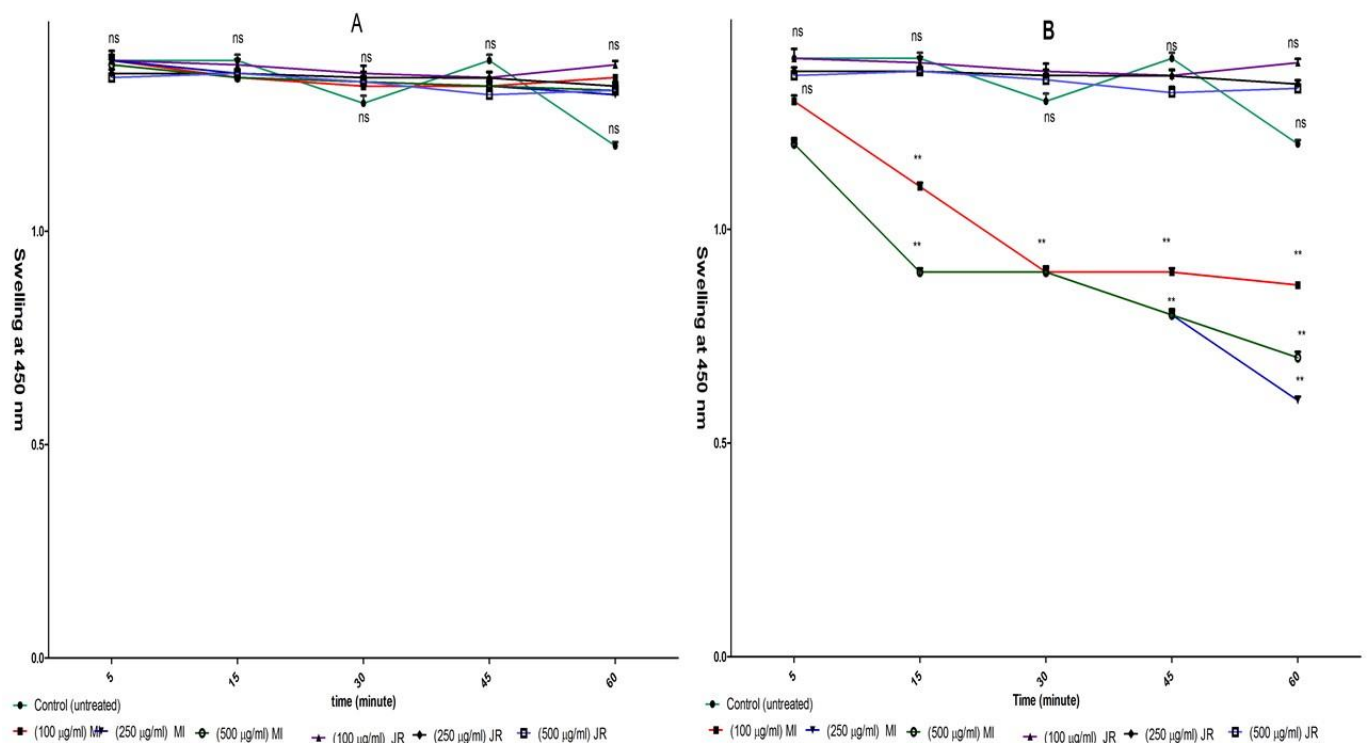 A
ns ns ns ns
ns
ns
ns
1.0
Swelling at 450 nm
0.5
0.0
5 15 30 45 60
time (minute)
Control (untreated)
(100 µg/ml) MI (250 µg/ml) MI (500 µg/ml) MI (100 µg/ml) JR (250 µg/ml) JR (500 µg/ml) JR
B
ns ns ns ns
ns
ns
ns
**
** ** **
**
**
**
**
1.0
Swelling at 450 nm
0.5
0.0
5 15 30 45 60
Time (minute)
Control (untreated)
(100 µg/ml) MI (250 µg/ml) MI (500 µg/ml) MI (100 µg/ml) JR (250 µg/ml) JR (500 µg/ml) JR